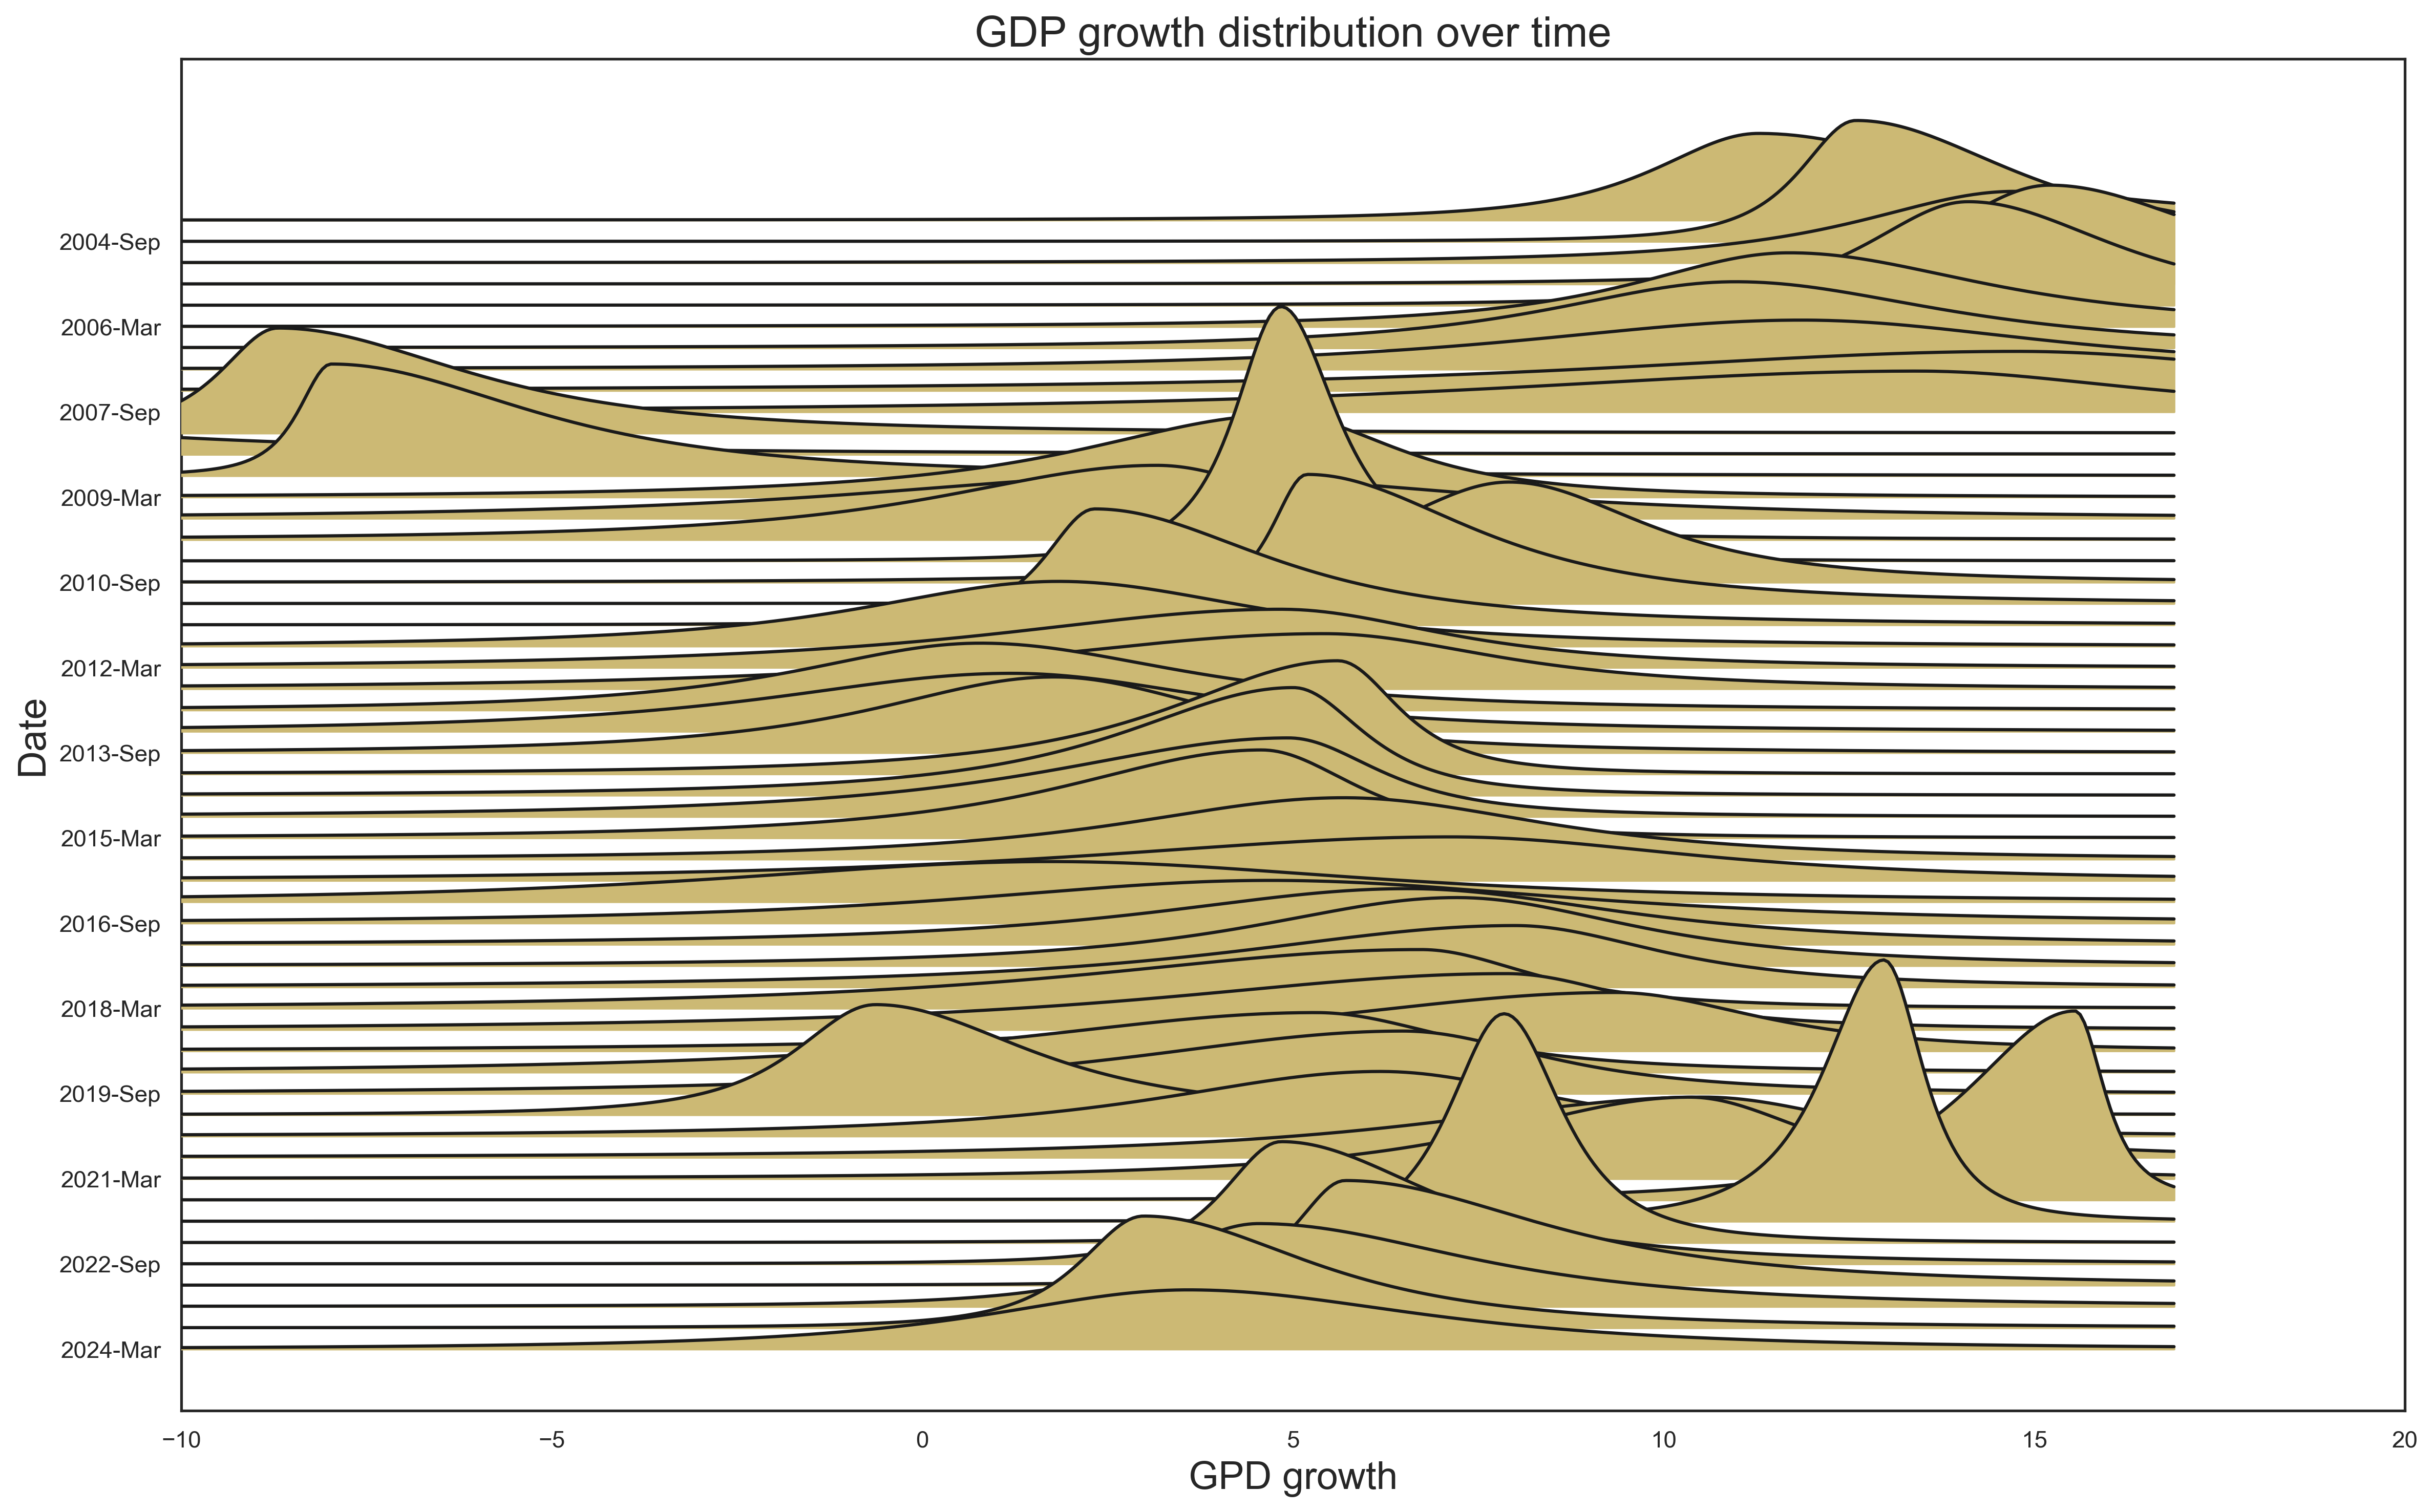 GDP growth distribution over time
2004-Sep
2006-Mar
2007-Sep
2009-Mar
2010-Sep
2012-Mar
2013-Sep
2015-Mar
2016-Sep
2018-Mar
2019-Sep
2021-Mar
2022-Sep
2024-Mar
Date
−10 −5 0 5 10 15 20
GPD growth